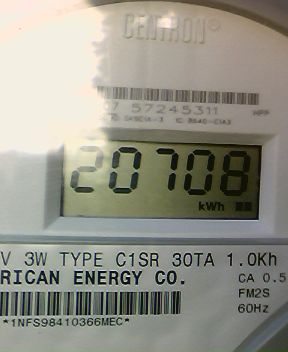 CENTRON®
7 57245311
20708
kWh
V 3W TYPE C1SR 30TA 1.0Kh
RICAN ENERGY CO.
CA 0.5
FM2S
60Hz
*1NFS98410366MEC*